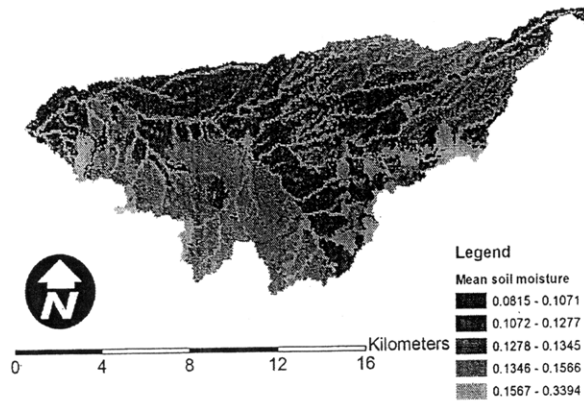 Legend
Mean soil moisture
0.0815 - 0.1071
0.1072 - 0.1277
0.1278 - 0.1345
0.1346 - 0.1566
0.1567 - 0.3394
N
Kilometers
0 4 8 12 16